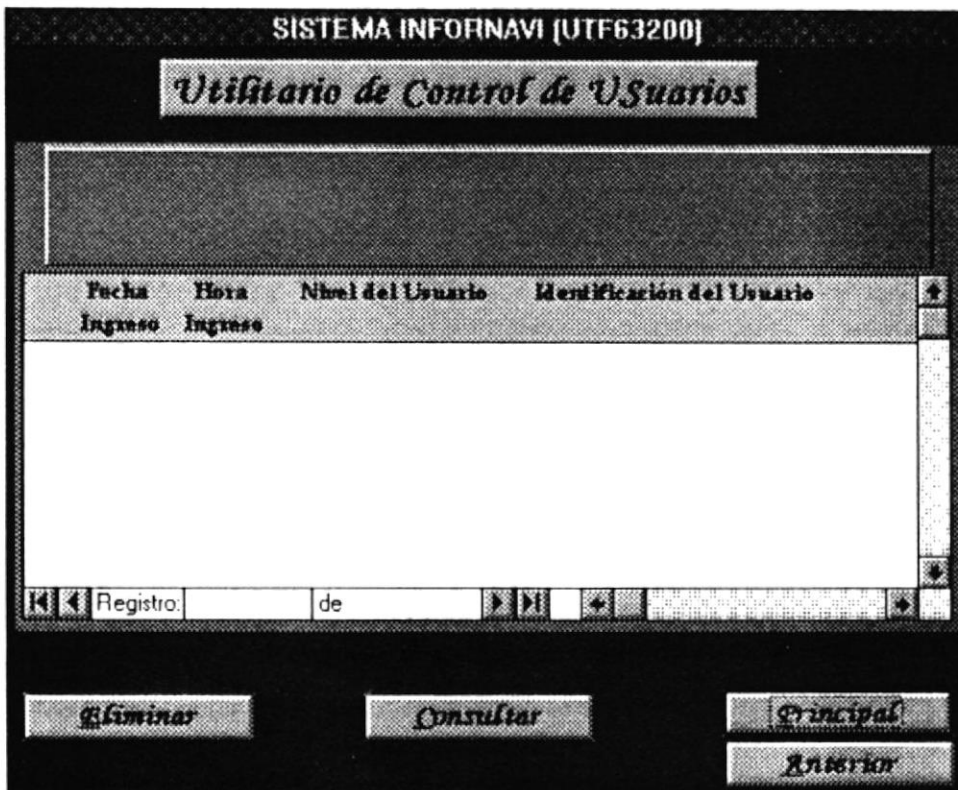 SISTEMA INFORNAVI (UTF63200)
Utilitario de Control de USuarios
Fecha Hora Nivel del Usuario Identificación del Usuario
Ingreso Ingreso
Registro: de
Eliminar Consultar Principal
Anterior